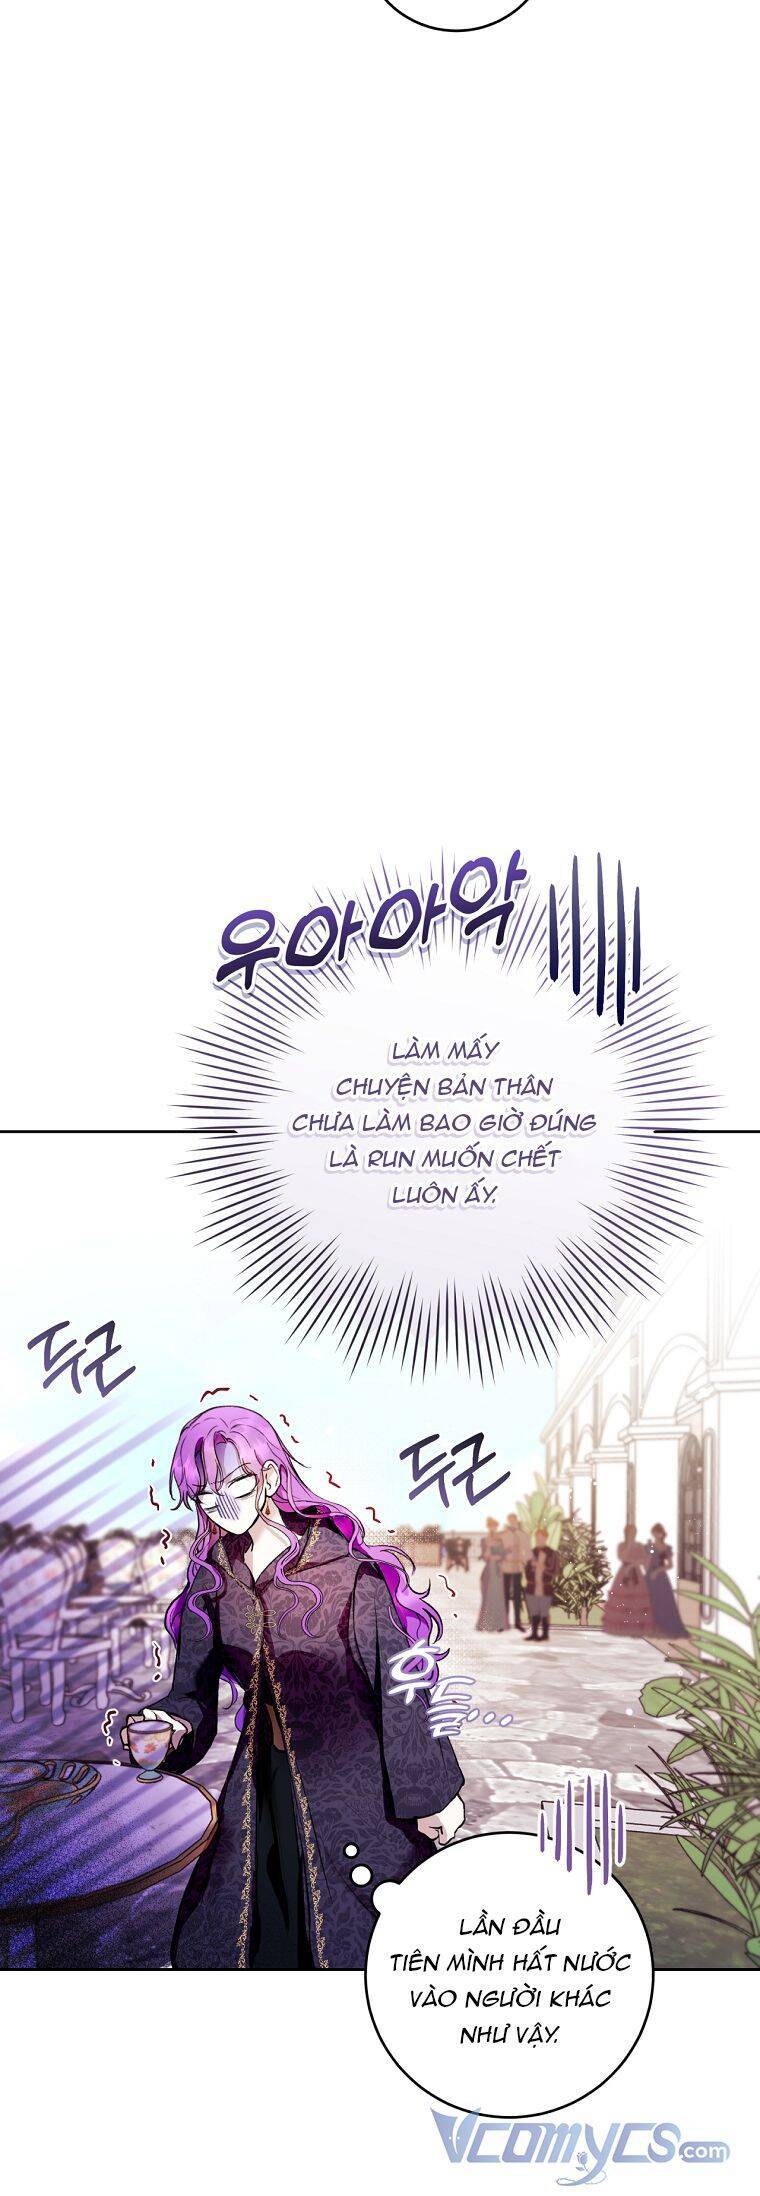 우아아악
LÀM MẤY
CHUYỆN BẢN THÂN
CHƯA LÀM BAO GIỜ ĐÚNG
LÀ RUN MUỐN CHẾT
LUÔN ẤY.
두근
두근
후들...
LẦN ĐẦU
TIÊN MÌNH HẤT NƯỚC
VÀO NGƯỜI KHÁC
NHƯ VẬY.
VCOMYCS.com